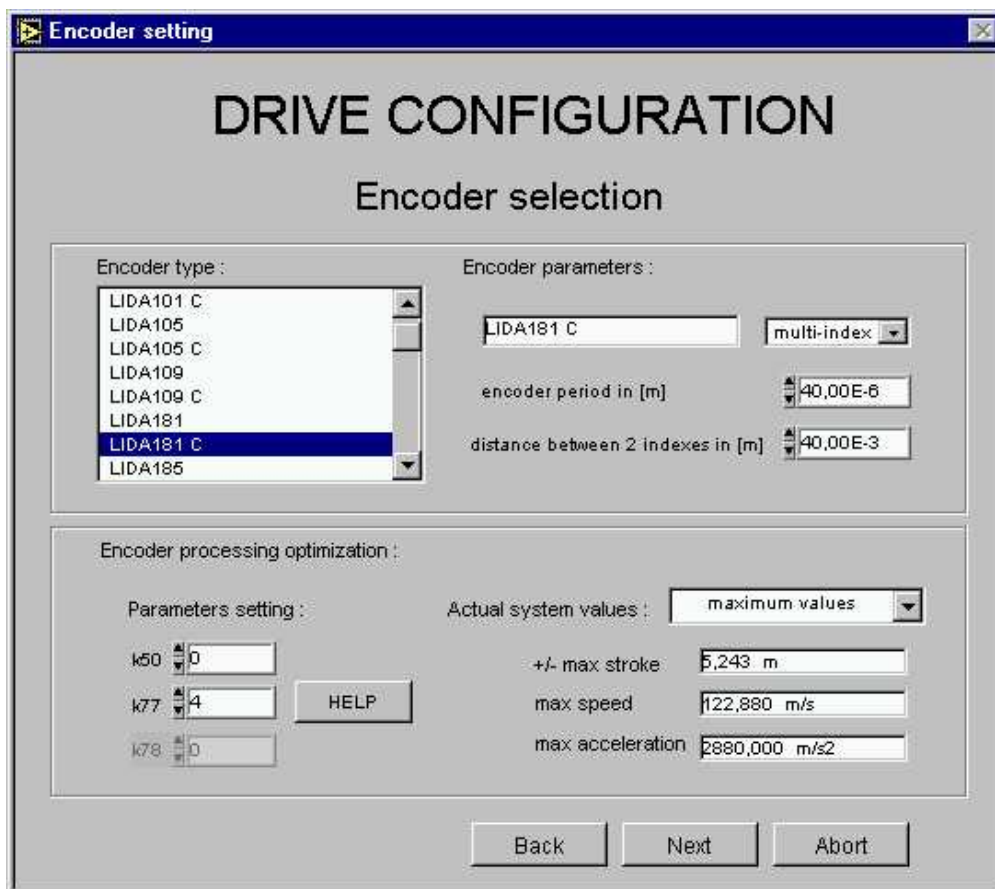 Encoder setting
DRIVE CONFIGURATION
Encoder selection
Encoder type :
LIDA101 C
LIDA105
LIDA105 C
LIDA109
LIDA109 C
LIDA181
LIDA181 C
LIDA185
Encoder parameters :
LIDA181 C
multi-index
encoder period in [m]
40,00E-6
distance between 2 indexes in [m]
40,00E-3
Encoder processing optimization :
Parameters setting :
k50 0
k77 4
k78 0
HELP
Actual system values :
maximum values
+/- max stroke
5,243 m
max speed
122,880 m/s
max acceleration
2880,000 m/s2
Back
Next
Abort